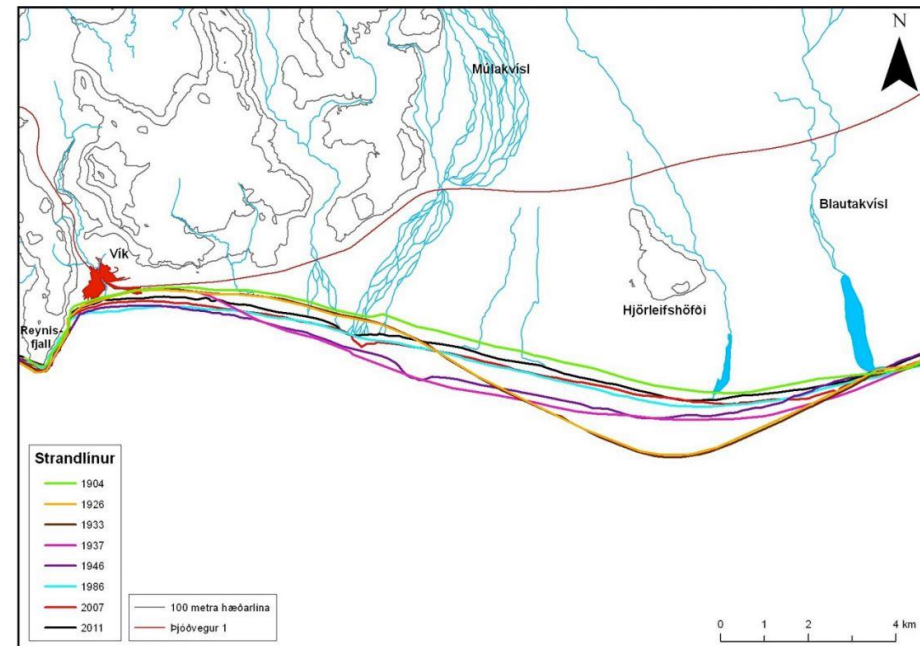 N
Múlakvísl
Blautakvísl
Hjörleifshöfði
Vík
Reynis-
fjall
Strandlínur
1904
1926
1933
1937
1946
1986
2007
2011
100 metra hæðarlína
Þjóðvegur 1
0 1 2 4 km